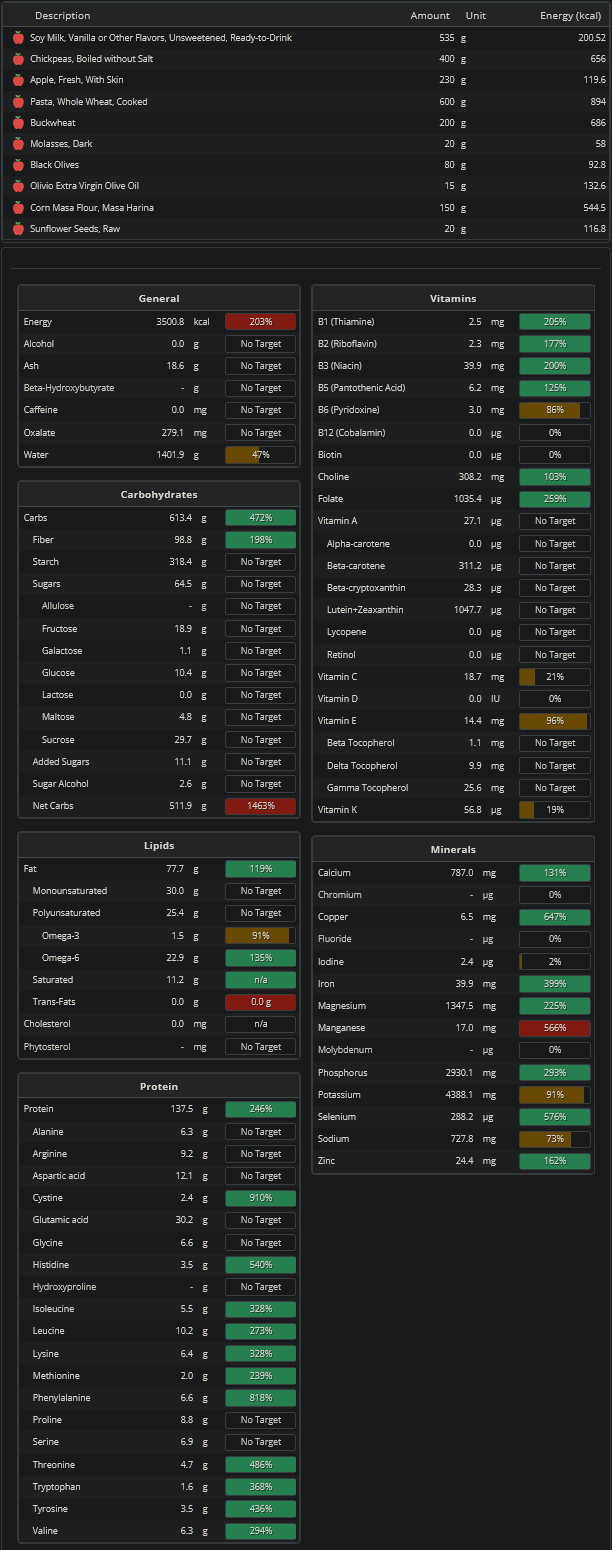 Description Amount Unit Energy (kcal)
Soy Milk, Vanilla or Other Flavors, Unsweetened, Ready-to-Drink 535 g 200.52
Chickpeas, Boiled without Salt 400 g 656
Apple, Fresh, With Skin 230 g 119.6
Pasta, Whole Wheat, Cooked 600 g 894
Buckwheat 200 g 686
Molasses, Dark 20 g 58
Black Olives 80 g 92.8
Olivio Extra Virgin Olive Oil 15 g 132.6
Corn Masa Flour, Masa Harina 150 g 544.5
Sunflower Seeds, Raw 20 g 116.8
General
Energy 3500.8 kcal 203%
Alcohol 0.0 g No Target
Ash 18.6 g No Target
Beta-Hydroxybutyrate - g No Target
Caffeine 0.0 mg No Target
Oxalate 279.1 mg No Target
Water 1401.9 g 47%
Carbohydrates
Carbs 613.4 g 472%
Fiber 98.8 g 198%
Starch 318.4 g No Target
Sugars 64.5 g No Target
Allulose - g No Target
Fructose 18.9 g No Target
Galactose 1.1 g No Target
Glucose 10.4 g No Target
Lactose 0.0 g No Target
Maltose 4.8 g No Target
Sucrose 29.7 g No Target
Added Sugars 11.1 g No Target
Sugar Alcohol 2.6 g No Target
Net Carbs 511.9 g 1463%
Lipids
Fat 77.7 g 119%
Monounsaturated 30.0 g No Target
Polyunsaturated 25.4 g No Target
Omega-3 1.5 g 91%
Omega-6 22.9 g 135%
Saturated 11.2 g n/a
Trans-Fats 0.0 g 0.0 g
Cholesterol 0.0 mg n/a
Phytosterol - mg No Target
Protein
Protein 137.5 g 246%
Alanine 6.3 g No Target
Arginine 9.2 g No Target
Aspartic acid 12.1 g No Target
Cystine 2.4 g 910%
Glutamic acid 30.2 g No Target
Glycine 6.6 g No Target
Histidine 3.5 g 540%
Hydroxyproline - g No Target
Isoleucine 5.5 g 328%
Leucine 10.2 g 273%
Lysine 6.4 g 328%
Methionine 2.0 g 239%
Phenylalanine 6.6 g 818%
Proline 8.8 g No Target
Serine 6.9 g No Target
Threonine 4.7 g 486%
Tryptophan 1.6 g 368%
Tyrosine 3.5 g 436%
Valine 6.3 g 294%
Vitamins
B1 (Thiamine) 2.5 mg 205%
B2 (Riboflavin) 2.3 mg 177%
B3 (Niacin) 39.9 mg 200%
B5 (Pantothenic Acid) 6.2 mg 125%
B6 (Pyridoxine) 3.0 mg 86%
B12 (Cobalamin) 0.0 µg 0%
Biotin 0.0 µg 0%
Choline 308.2 mg 103%
Folate 1035.4 µg 259%
Vitamin A 27.1 µg No Target
Alpha-carotene 0.0 µg No Target
Beta-carotene 311.2 µg No Target
Beta-cryptoxanthin 28.3 µg No Target
Lutein+Zeaxanthin 1047.7 µg No Target
Lycopene 0.0 µg No Target
Retinol 0.0 µg No Target
Vitamin C 18.7 mg 21%
Vitamin D 0.0 IU 0%
Vitamin E 14.4 mg 96%
Beta Tocopherol 1.1 mg No Target
Delta Tocopherol 9.9 mg No Target
Gamma Tocopherol 25.6 mg No Target
Vitamin K 56.8 µg 19%
Minerals
Calcium 787.0 mg 131%
Chromium - µg 0%
Copper 6.5 mg 647%
Fluoride - µg 0%
Iodine 2.4 µg 2%
Iron 39.9 mg 399%
Magnesium 1347.5 mg 225%
Manganese 17.0 mg 566%
Molybdenum - µg 0%
Phosphorus 2930.1 mg 293%
Potassium 4388.1 mg 91%
Selenium 288.2 µg 576%
Sodium 727.8 mg 73%
Zinc 24.4 mg 162%